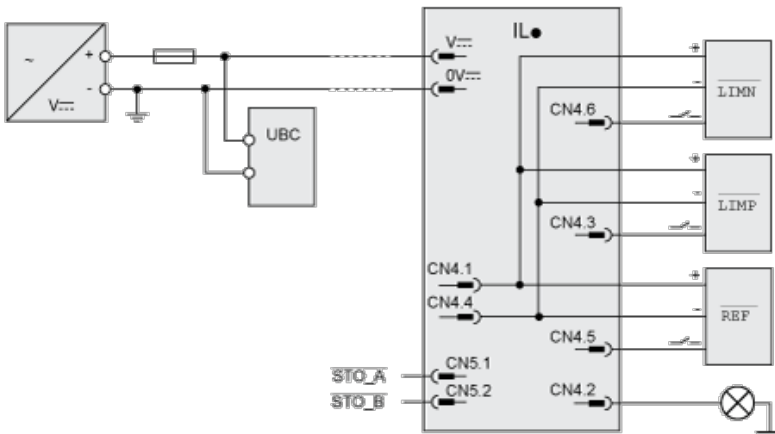 ~
+
-
V⎓
UBC
V⎓
0V⎓
IL●
CN4.6
CN4.3
CN4.1
CN4.4
CN4.5
CN5.1
CN5.2
CN4.2
STO_A
STO_B
+
-
LIMN
+
-
LIMP
+
-
REF